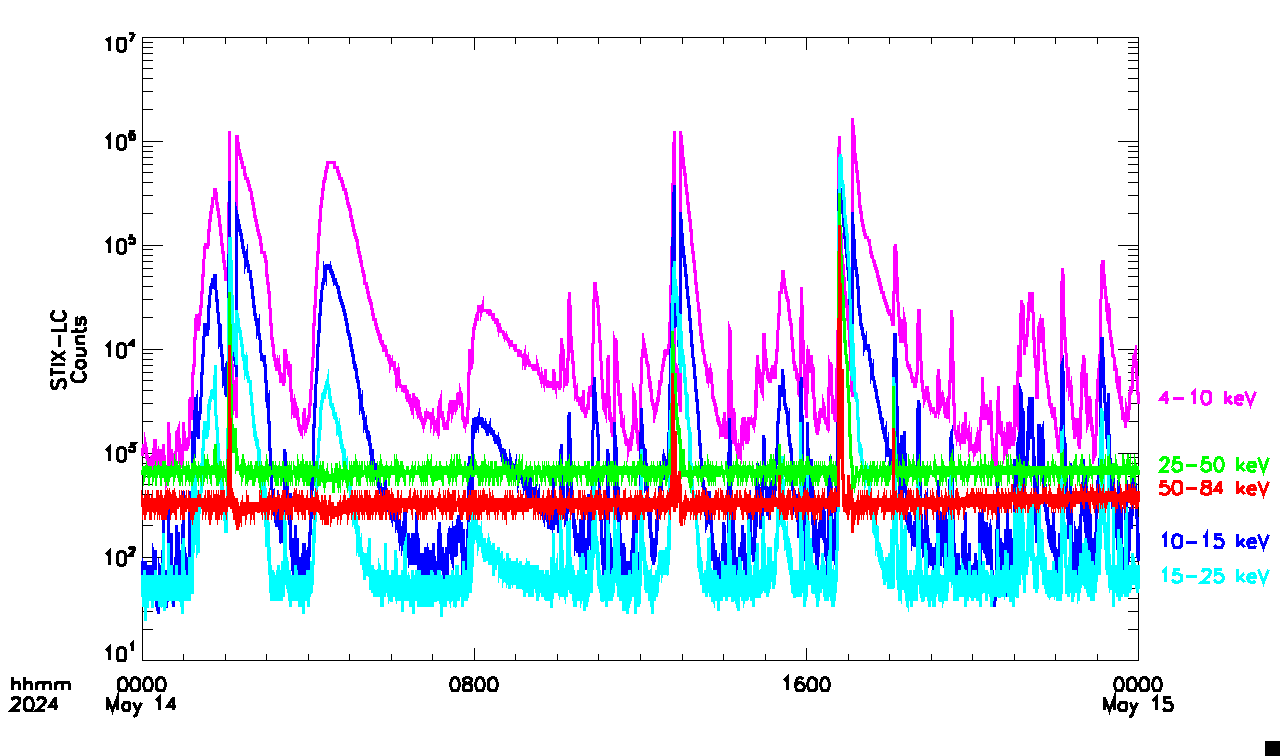 10⁷
10⁶
10⁵
10⁴
10³
10²
10¹
STIX-LC
Counts
4-10 keV
25-50 keV
50-84 keV
10-15 keV
15-25 keV
hhmm 0000 0800 1600 0000
2024 May 14 May 15